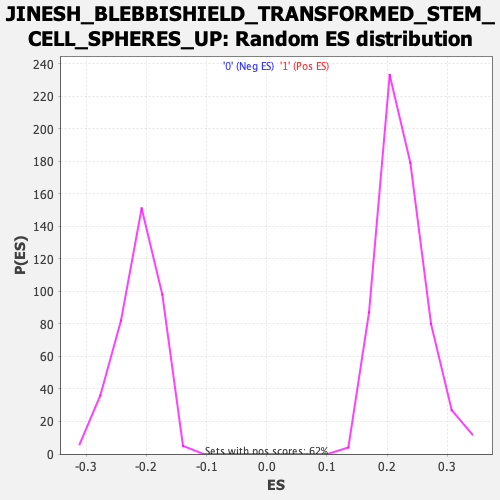 JINESH_BLEBBISHIELD_TRANSFORMED_STEM_
CELL_SPHERES_UP: Random ES distribution
'0' (Neg ES) '1' (Pos ES)
240
220
200
180
160
140
120
100
80
60
40
20
0
P(ES)
Sets with pos scores: 62%
-0.3 -0.2 -0.1 0.0 0.1 0.2 0.3
ES